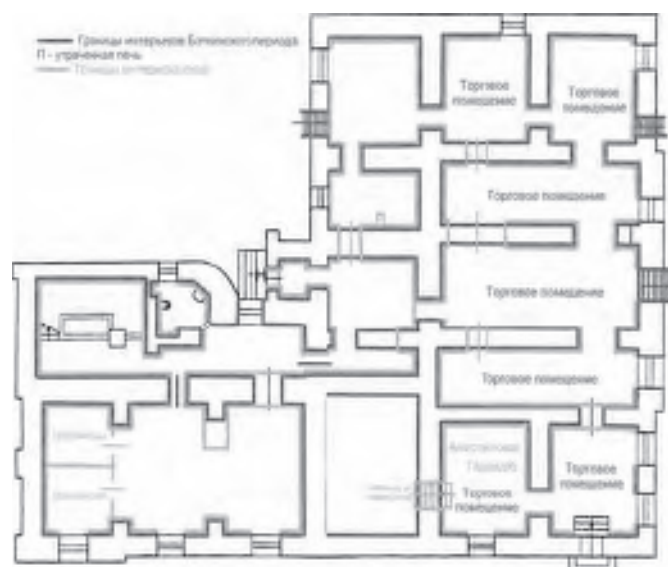 Границы интерьеров Боткинского периода
П - утраченная печь
Торговое
помещение
Торговое
помещение
Торговое помещение
П
Торговое помещение
Торговое помещение
Торговое
помещение
Торговое
помещение